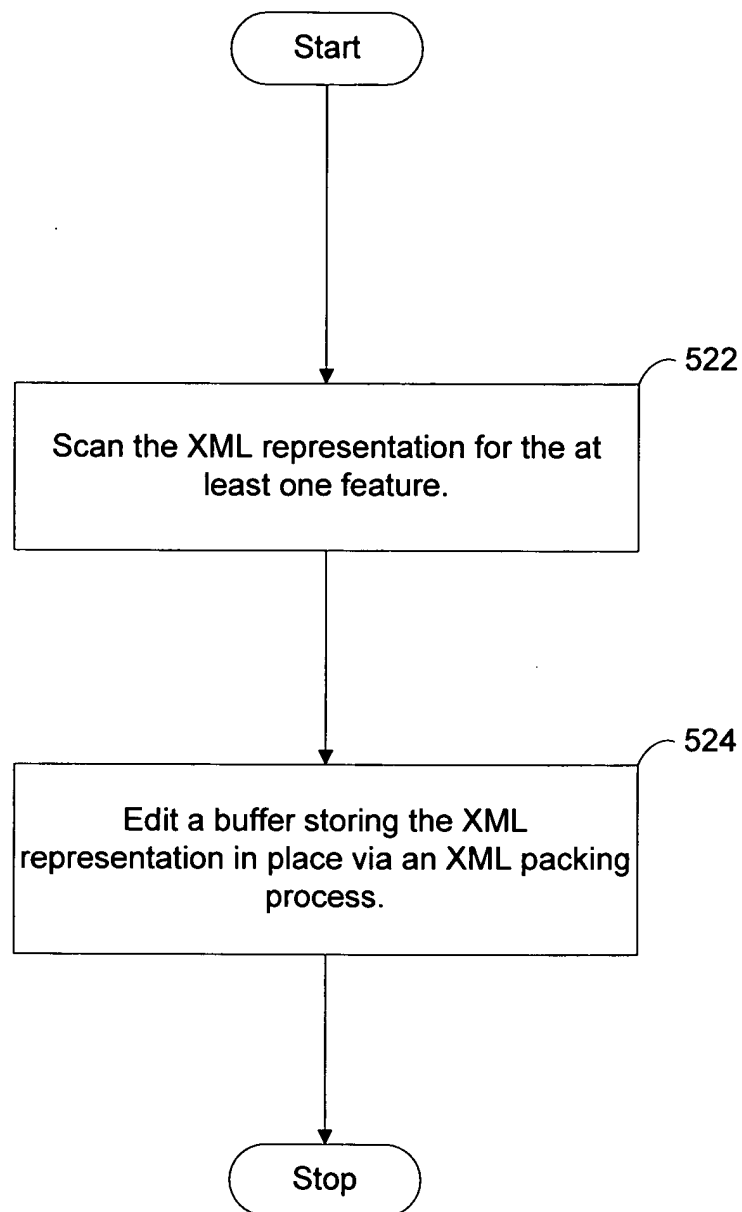 Start
522
Scan the XML representation for the at
least one feature.
524
Edit a buffer storing the XML
representation in place via an XML packing
process.
Stop